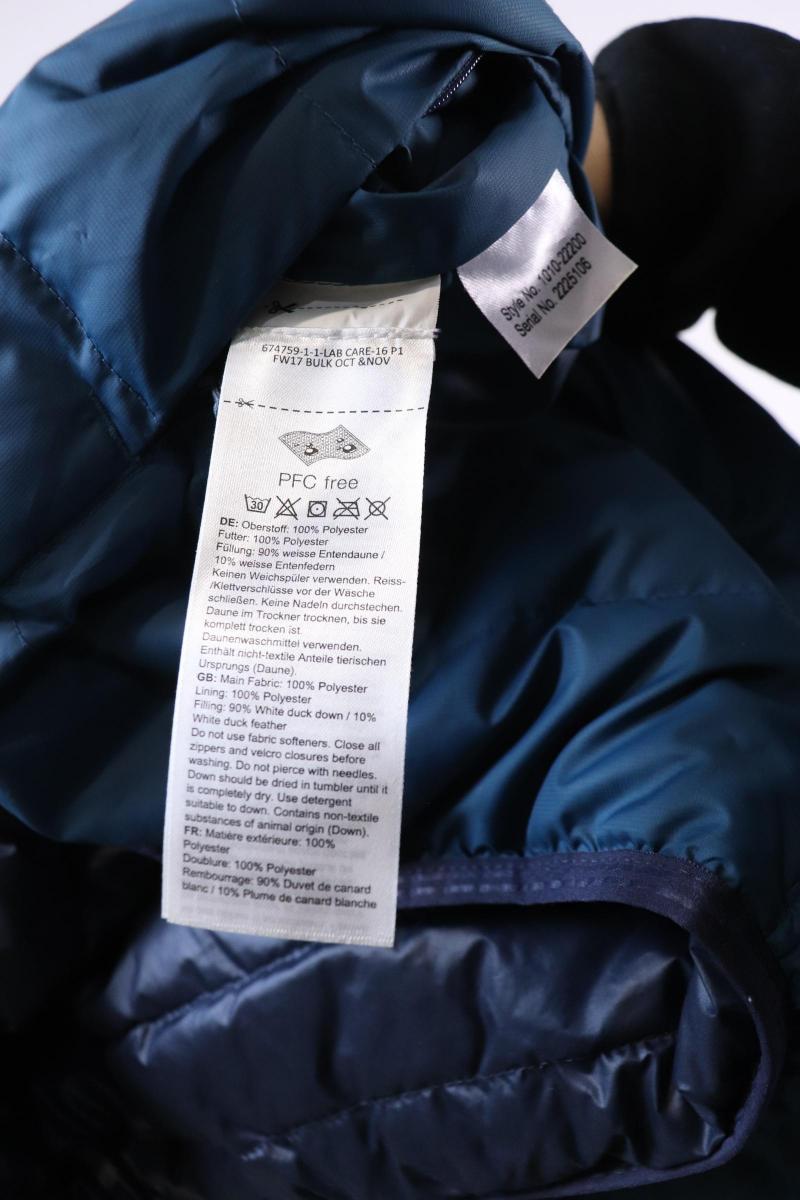 Style No. 1010-22200
Serial No. 2225106
674759-1-1-LAB CARE-16 P1
FW17 BULK OCT &NOV
PFC free
30
DE: Oberstoff: 100% Polyester
Futter: 100% Polyester
Füllung: 90% weisse Entendaune /
10% weisse Entenfedern
Keinen Weichspüler verwenden. Reiss-
/Klettverschlüsse vor der Wäsche
schließen. Keine Nadeln durchstechen.
Daune im Trockner trocknen, bis sie
komplett trocken ist.
Daunenwaschmittel verwenden.
Enthält nicht-textile Anteile tierischen
Ursprungs (Daune).
GB: Main Fabric: 100% Polyester
Lining: 100% Polyester
Filling: 90% White duck down / 10%
White duck feather
Do not use fabric softeners. Close all
zippers and velcro closures before
washing. Do not pierce with needles.
Down should be dried in tumbler until it
is completely dry. Use detergent
suitable to down. Contains non-textile
substances of animal origin (Down).
FR: Matière extérieure: 100%
Polyester
Doublure: 100% Polyester
Rembourrage: 90% Duvet de canard
blanc / 10% Plume de canard blanche